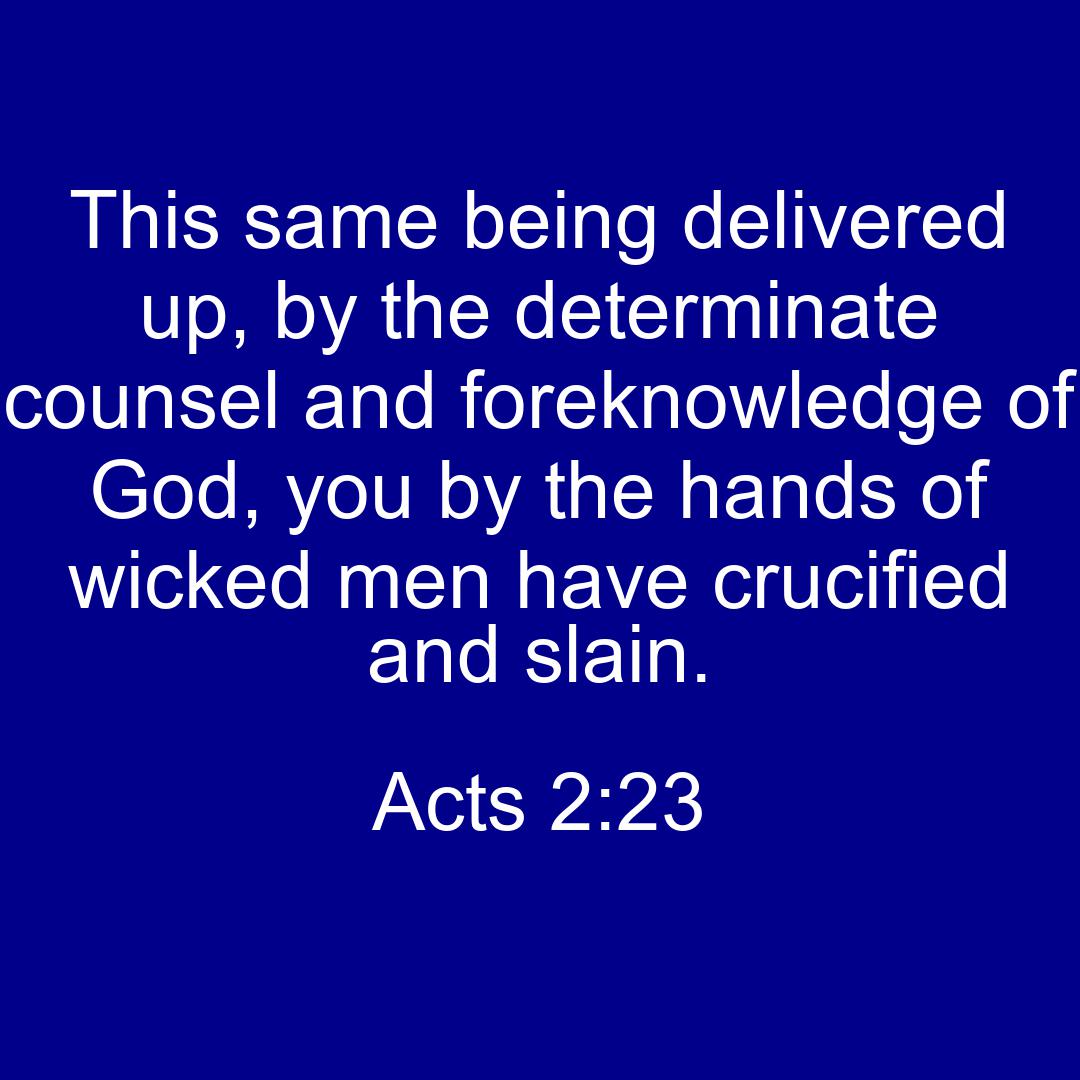 This same being delivered
up, by the determinate
counsel and foreknowledge of
God, you by the hands of
wicked men have crucified
and slain.
Acts 2:23